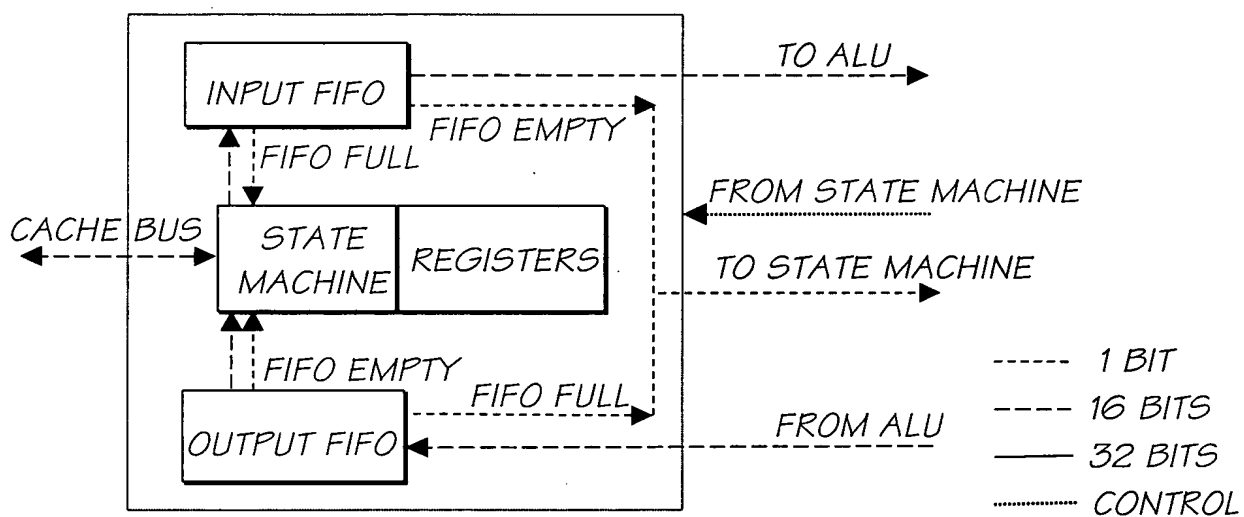 TO ALU
INPUT FIFO
FIFO EMPTY
FIFO FULL
FROM STATE MACHINE
CACHE BUS
STATE
MACHINE
REGISTERS
TO STATE MACHINE
FIFO EMPTY
FIFO FULL
OUTPUT FIFO
FROM ALU
1 BIT
16 BITS
32 BITS
CONTROL